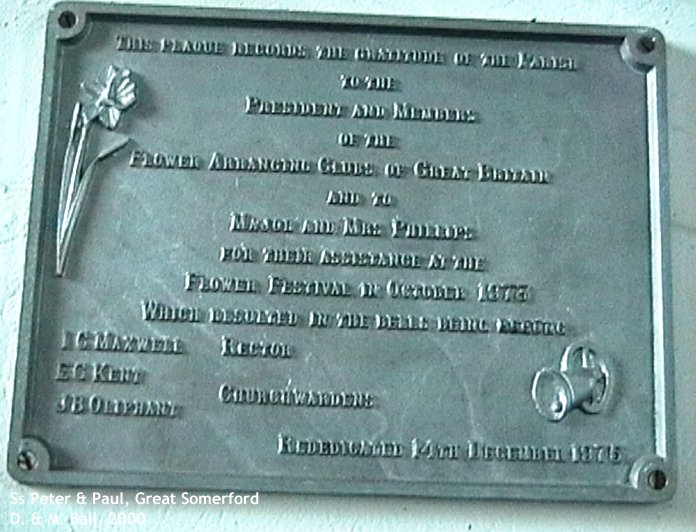 THIS PLAQUE RECORDS THE GRATITUDE OF THE PARISH
TO THE
PRESIDENT AND MEMBERS
OF THE
FLOWER ARRANGING CLUBS OF GREAT BRITAIN
AND TO
MAJOR AND MRS PHILLIPS
FOR THEIR ASSISTANCE AT THE
FLOWER FESTIVAL IN OCTOBER
WHICH RESULTED IN THE BELLS BEING
I C MAXWELL RECTOR
E C KENT
J B OLIPHANT CHURCHWARDENS
REDEDICATED 14TH DECEMBER
Ss Peter & Paul, Great Somerford
D. & M. Ball, 2000